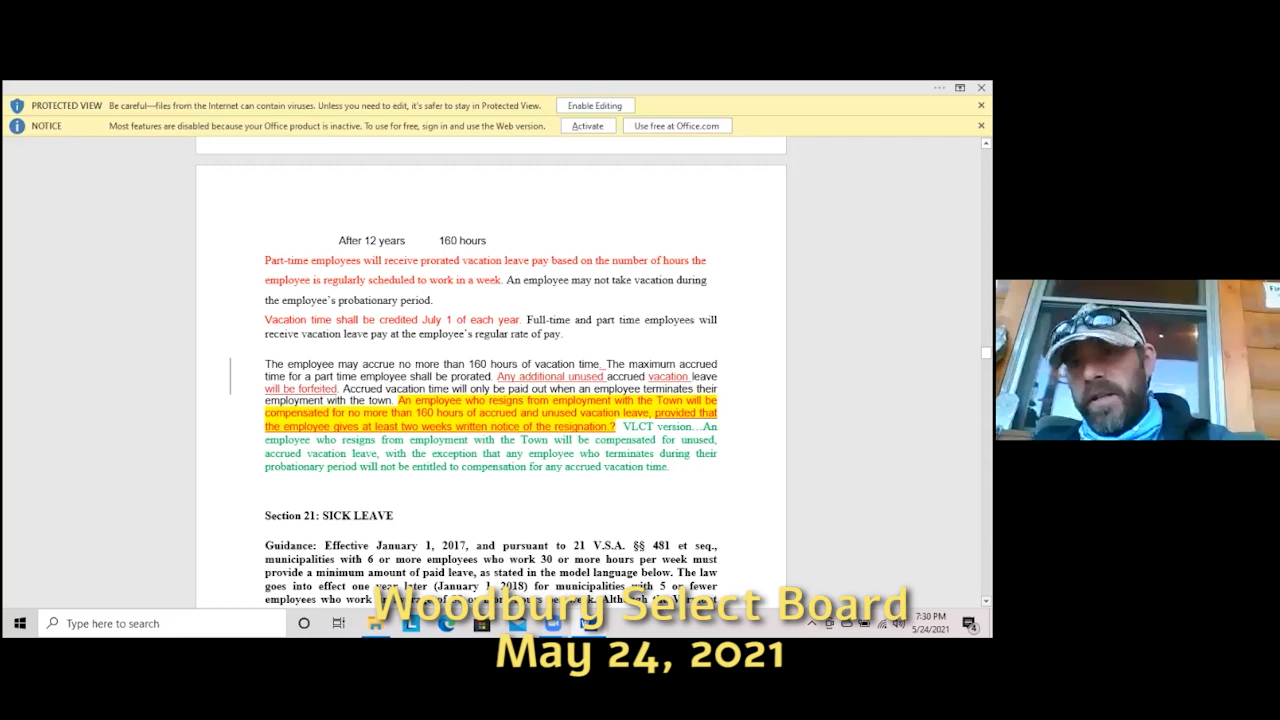 PROTECTED VIEW Be careful—files from the Internet can contain viruses. Unless you need to edit, it's safer to stay in Protected View. Enable Editing
NOTICE Most features are disabled because your Office product is inactive. To use for free, sign in and use the Web version. Activate Use free at Office.com
After 12 years 160 hours
Part-time employees will receive prorated vacation leave pay based on the number of hours the
employee is regularly scheduled to work in a week. An employee may not take vacation during
the employee`s probationary period.
Vacation time shall be credited July 1 of each year. Full-time and part time employees will
receive vacation leave pay at the employee's regular rate of pay.
The employee may accrue no more than 160 hours of vacation time. The maximum accrued
time for a part time employee shall be prorated. Any additional unused accrued vacation leave
will be forfeited. Accrued vacation time will only be paid out when an employee terminates their
employment with the town. An employee who resigns from employment with the Town will be
compensated for no more than 160 hours of accrued and unused vacation leave, provided that
the employee gives at least two weeks written notice of the resignation.? VLCT version…An
employee who resigns from employment with the Town will be compensated for unused,
accrued vacation leave, with the exception that any employee who terminates during their
probationary period will not be entitled to compensation for any accrued vacation time.
Section 21: SICK LEAVE
Guidance: Effective January 1, 2017, and pursuant to 21 V.S.A. §§ 481 et seq.,
municipalities with 6 or more employees who work 30 or more hours per week must
provide a minimum amount of paid leave, as stated in the model language below. The law
goes into effect one year later (January 1, 2018) for municipalities with 5 or fewer
employees who work
Type here to search
7:30 PM
5/24/2021
4
Woodbury Select Board
May 24, 2021